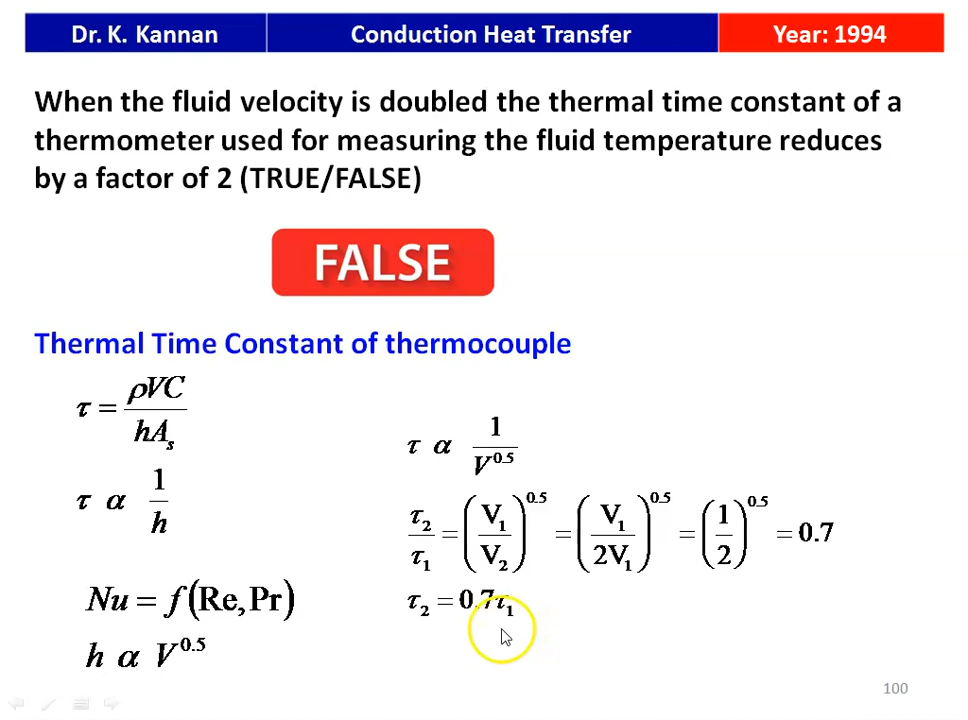 Dr. K. Kannan Conduction Heat Transfer Year: 1994
When the fluid velocity is doubled the thermal time constant of a
thermometer used for measuring the fluid temperature reduces
by a factor of 2 (TRUE/FALSE)
FALSE
Thermal Time Constant of thermocouple
τ = ρVC / hA_s
τ α 1 / h
Nu = f(Re, Pr)
h α V^0.5
τ α 1 / V^0.5
τ₂ / τ₁ = (V₁ / V₂)^0.5 = (V₁ / 2V₁)^0.5 = (1 / 2)^0.5 = 0.7
τ₂ = 0.7τ₁
100